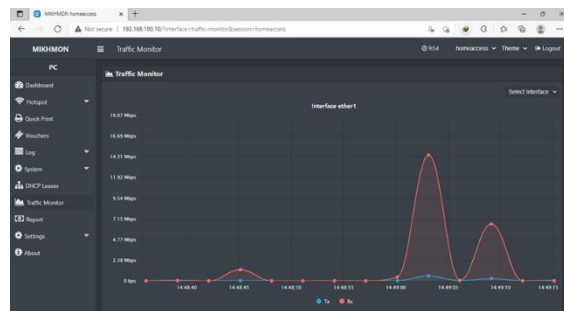 MIKHMON homeaccess
Not secure | 192.168.100.10/?interface=traffic-monitor&session=homeaccess
MIKHMON
Traffic Monitor
9:54
homeaccess
Theme
Logout
PC
Dashboard
Hotspot
Quick Print
Vouchers
Log
System
DHCP Leases
Traffic Monitor
Report
Settings
About
Traffic Monitor
Select Interface
Interface ether1
19.07 Mbps
16.69 Mbps
14.31 Mbps
11.92 Mbps
9.54 Mbps
7.15 Mbps
4.77 Mbps
2.38 Mbps
0 bps
14:48:40
14:48:45
14:48:50
14:48:55
14:49:00
14:49:05
14:49:10
14:49:15
Tx
Rx